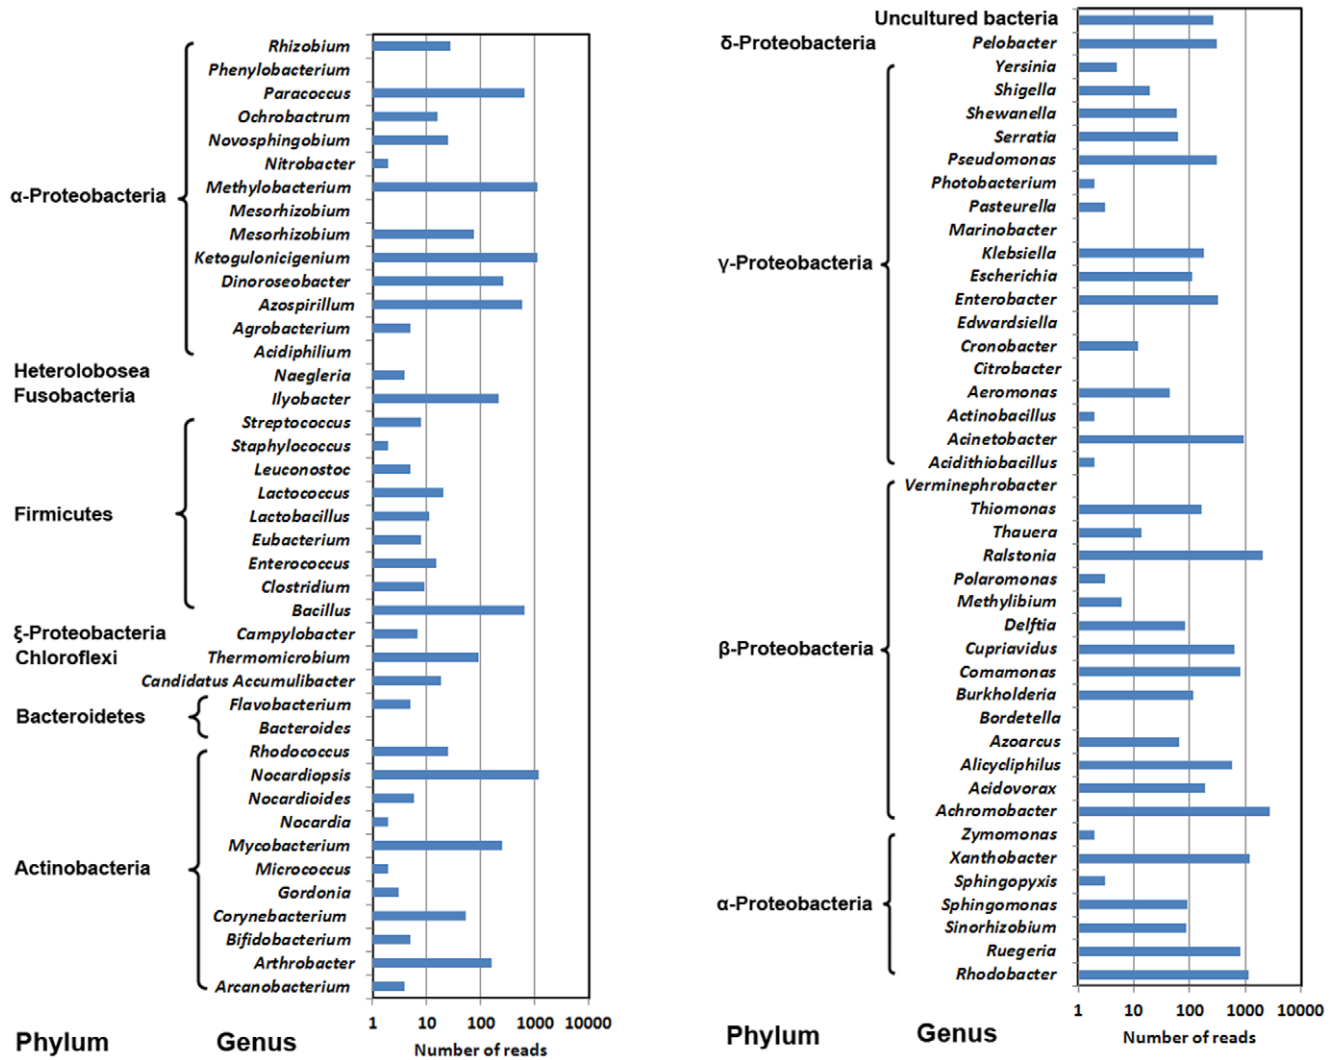 Rhizobium
Phenylobacterium
Paracoccus
Ochrobactrum
Novosphingobium
Nitrobacter
α-Proteobacteria
Methylobacterium
Mesorhizobium
Mesorhizobium
Ketogulonicigenium
Dinoroseobacter
Azospirillum
Agrobacterium
Acidiphilium
Heterolobosea
Naegleria
Fusobacteria
Ilyobacter
Streptococcus
Staphylococcus
Leuconostoc
Lactococcus
Firmicutes
Lactobacillus
Eubacterium
Enterococcus
Clostridium
Bacillus
ξ-Proteobacteria
Campylobacter
Chloroflexi
Thermomicrobium
Candidatus Accumulibacter
Flavobacterium
Bacteroidetes
Bacteroides
Rhodococcus
Nocardiopsis
Nocardioides
Nocardia
Mycobacterium
Actinobacteria
Micrococcus
Gordonia
Corynebacterium
Bifidobacterium
Arthrobacter
Arcanobacterium
1 10 100 1000 10000
Phylum Genus
Number of reads
Uncultured bacteria
δ-Proteobacteria
Pelobacter
Yersinia
Shigella
Shewanella
Serratia
Pseudomonas
Photobacterium
Pasteurella
Marinobacter
Klebsiella
γ-Proteobacteria
Escherichia
Enterobacter
Edwardsiella
Cronobacter
Citrobacter
Aeromonas
Actinobacillus
Acinetobacter
Acidithiobacillus
Verminephrobacter
Thiomonas
Thauera
Ralstonia
Polaromonas
Methylibium
Delftia
β-Proteobacteria
Cupriavidus
Comamonas
Burkholderia
Bordetella
Azoarcus
Alicycliphilus
Acidovorax
Achromobacter
Zymomonas
Xanthobacter
Sphingopyxis
α-Proteobacteria
Sphingomonas
Sinorhizobium
Ruegeria
Rhodobacter
1 10 100 1000 10000
Phylum Genus
Number of reads